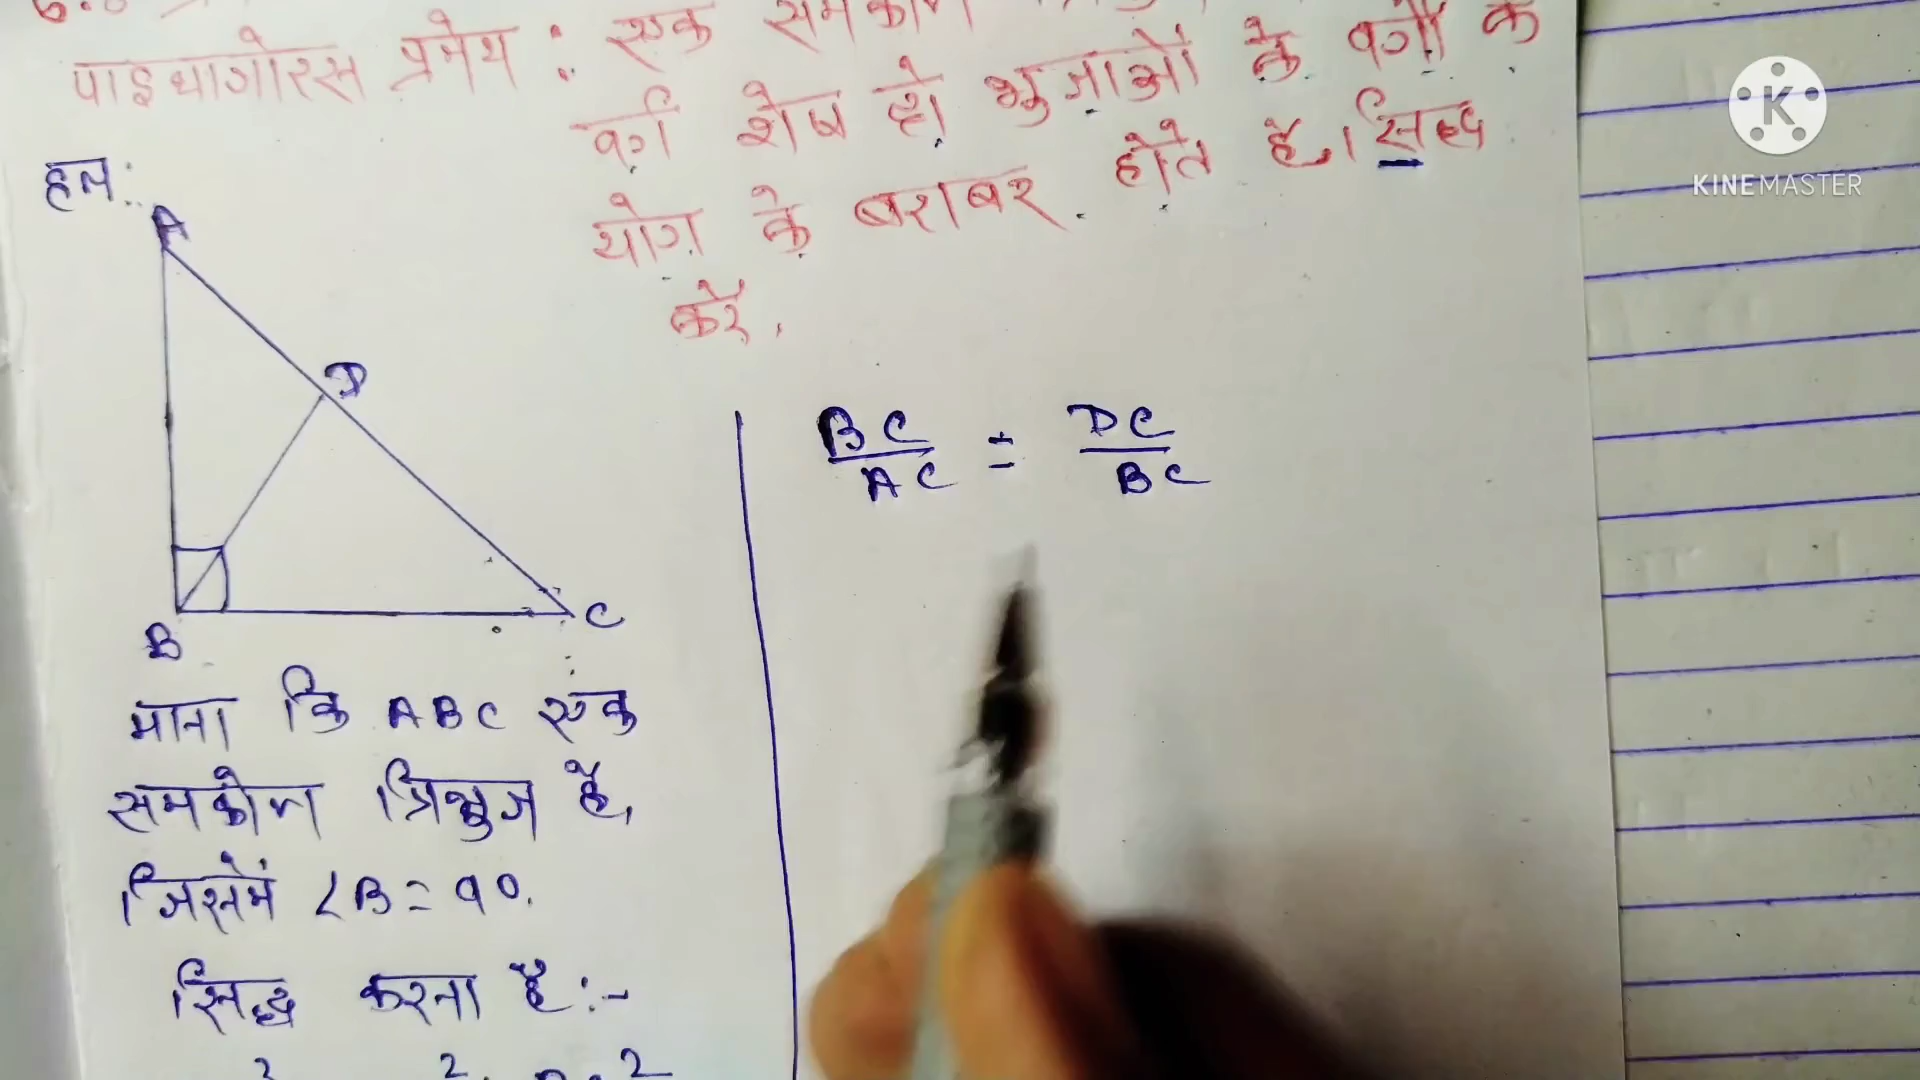 पाइथागोरस प्रमेय : एक समकोण
वर्ग शेष दो भुजाओं के वर्गों के
योग के बराबर होते है। सिद्ध
करें.
हल:
A
D
B
C
माना कि ABC एक
समकोण त्रिभुज है,
जिसमें ∠B = 90.
सिद्ध करना है :-
BC/AC = DC/BC
KINEMASTER